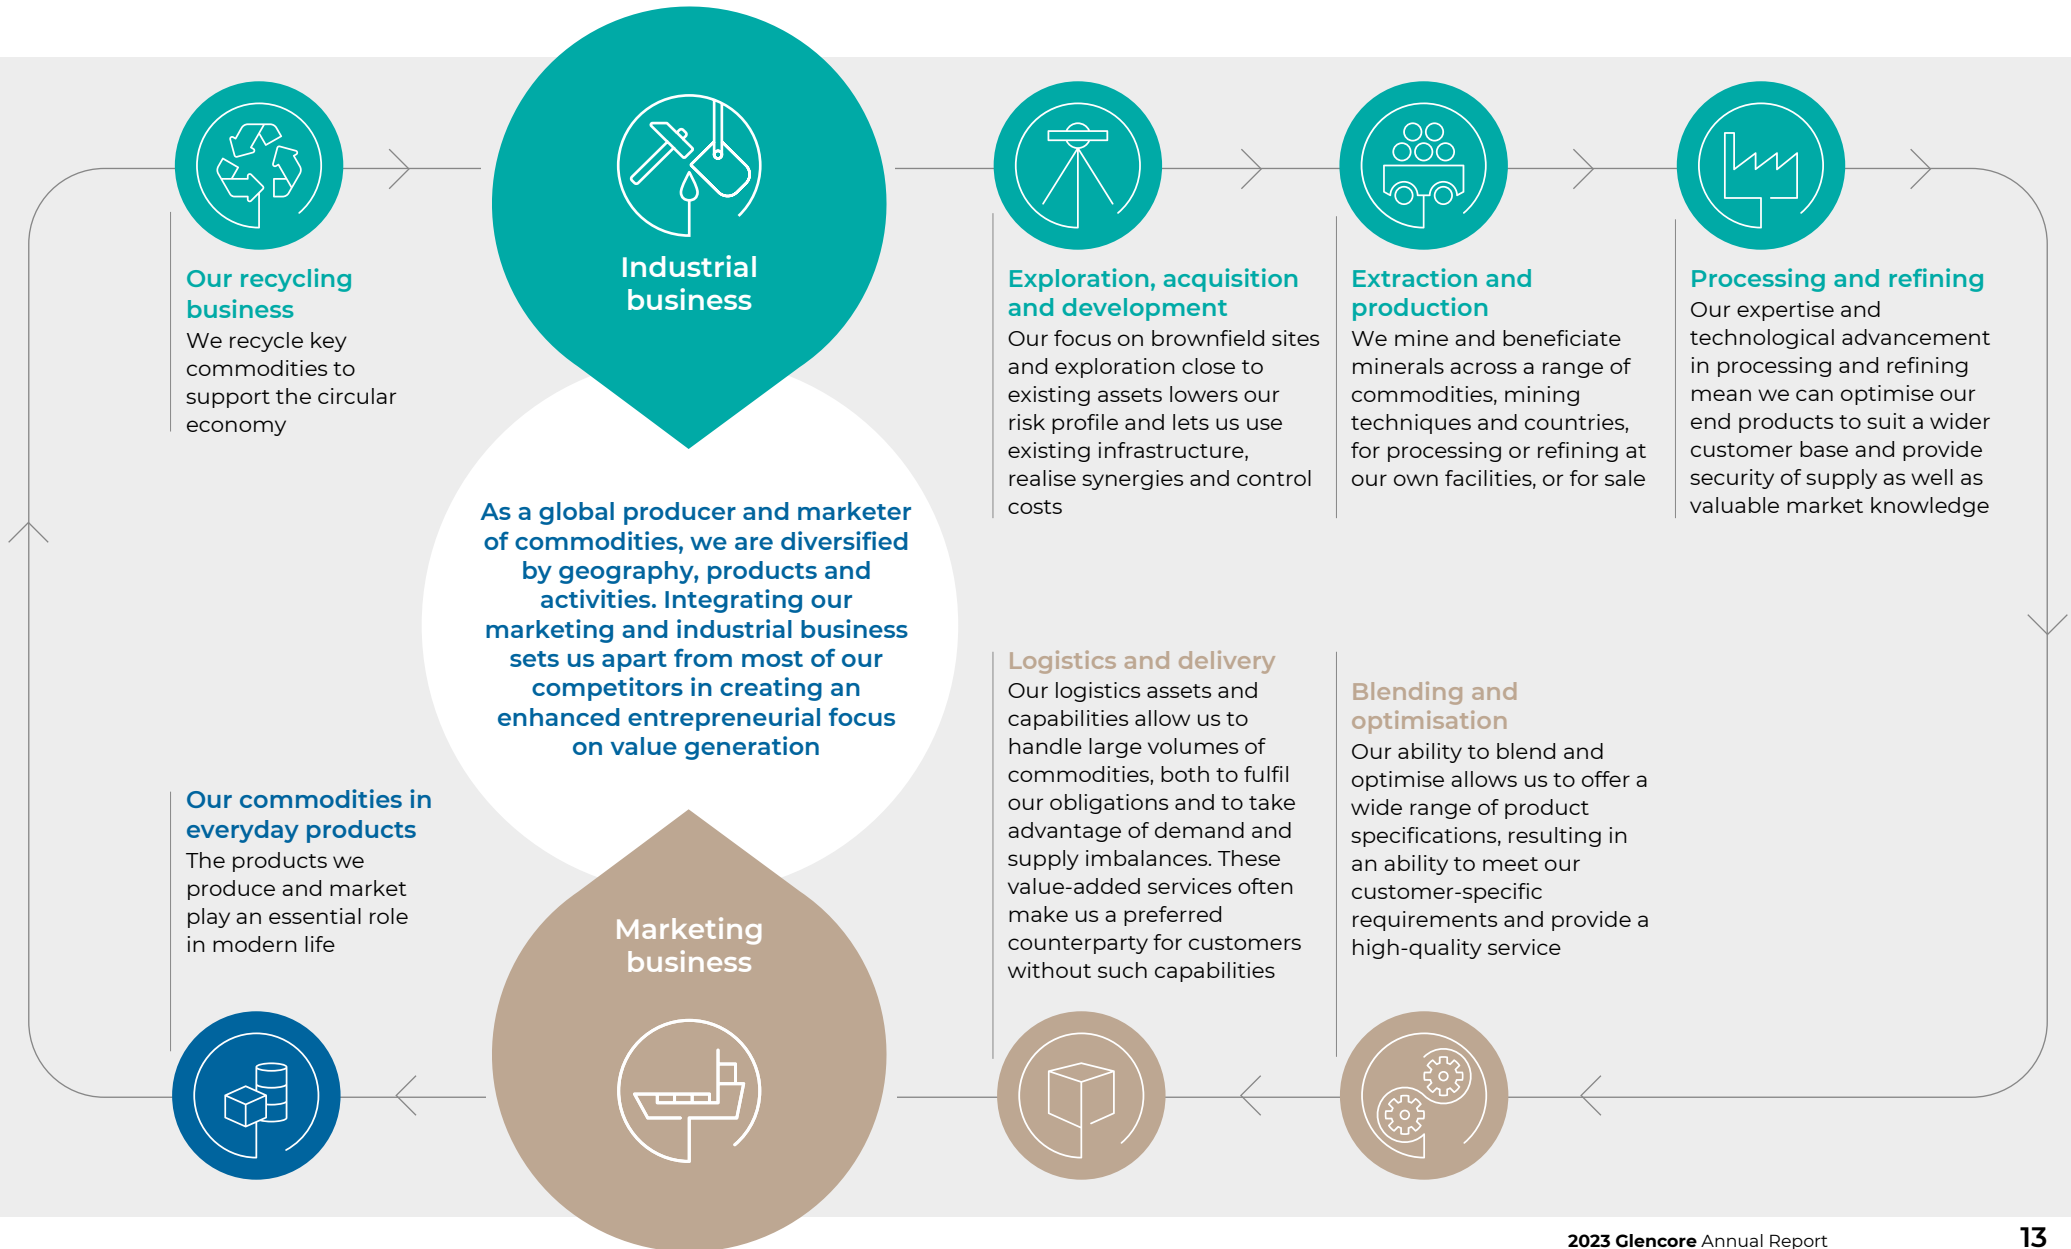 Our recycling
business
We recycle key
commodities to
support the circular
economy
Industrial
business
Exploration, acquisition
and development
Our focus on brownfield sites
and exploration close to
existing assets lowers our
risk profile and lets us use
existing infrastructure,
realise synergies and control
costs
Extraction and
production
We mine and beneficiate
minerals across a range of
commodities, mining
techniques and countries,
for processing or refining at
our own facilities, or for sale
Processing and refining
Our expertise and
technological advancement
in processing and refining
mean we can optimise our
end products to suit a wider
customer base and provide
security of supply as well as
valuable market knowledge
As a global producer and marketer
of commodities, we are diversified
by geography, products and
activities. Integrating our
marketing and industrial business
sets us apart from most of our
competitors in creating an
enhanced entrepreneurial focus
on value generation
Logistics and delivery
Our logistics assets and
capabilities allow us to
handle large volumes of
commodities, both to fulfil
our obligations and to take
advantage of demand and
supply imbalances. These
value-added services often
make us a preferred
counterparty for customers
without such capabilities
Blending and
optimisation
Our ability to blend and
optimise allows us to offer a
wide range of product
specifications, resulting in
an ability to meet our
customer-specific
requirements and provide a
high-quality service
Our commodities in
everyday products
The products we
produce and market
play an essential role
in modern life
Marketing
business
2023 Glencore Annual Report
13